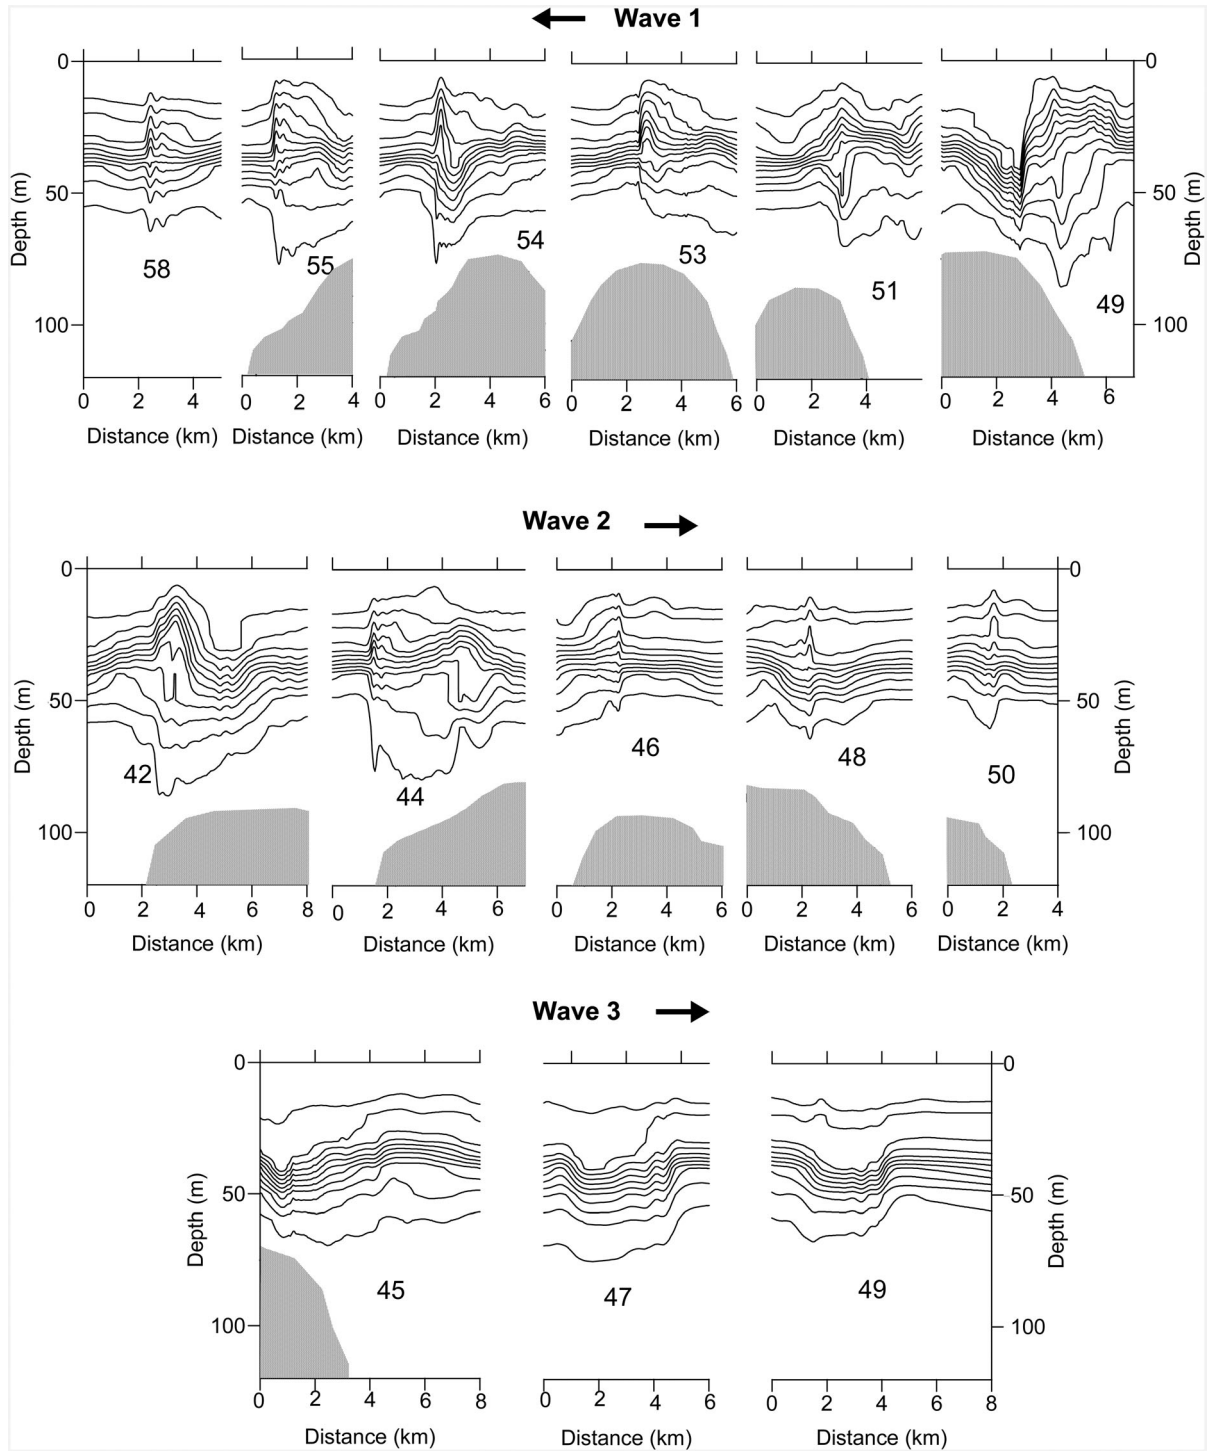 Wave 1
0
0
50
50
100
100
Depth (m)
Depth (m)
58
55
54
53
51
49
0 2 4 0 2 4 0 2 4 6 0 2 4 6 0 2 4 0 2 4 6
Distance (km) Distance (km) Distance (km) Distance (km) Distance (km) Distance (km)
Wave 2
0
0
50
50
100
100
Depth (m)
Depth (m)
42
44
46
48
50
0 2 4 6 8 0 2 4 6 0 2 4 6 0 2 4 6 0 2 4
Distance (km) Distance (km) Distance (km) Distance (km) Distance (km)
Wave 3
0
0
50
50
100
100
Depth (m)
Depth (m)
45
47
49
0 2 4 6 8 0 2 4 6 0 2 4 6 8
Distance (km) Distance (km) Distance (km)